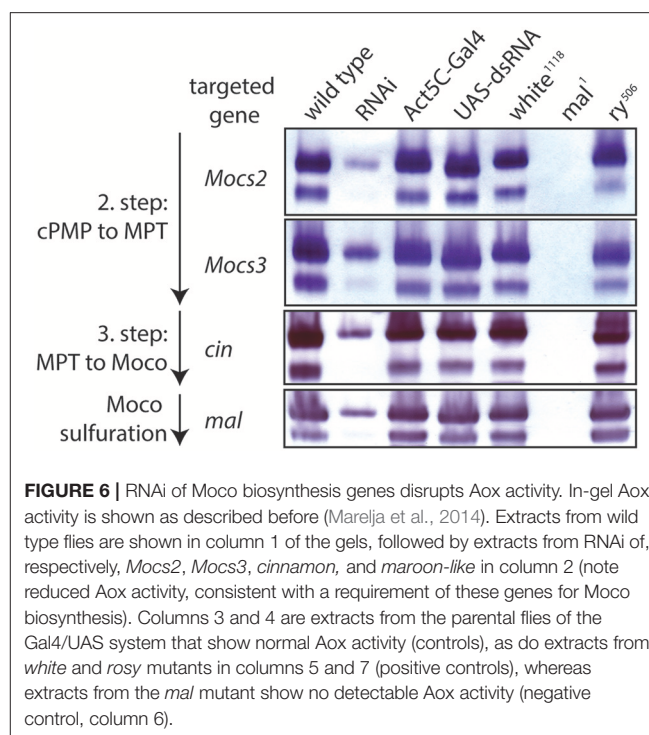 targeted
gene
wild type
RNAi
Act5C-Gal4
UAS-dsRNA
white¹¹¹⁸
mal¹
ry⁵⁰⁶
2. step:
cPMP to MPT
Mocs2
Mocs3
3. step:
MPT to Moco
cin
Moco
sulfuration
mal
FIGURE 6 | RNAi of Moco biosynthesis genes disrupts Aox activity. In-gel Aox
activity is shown as described before (Marelja et al., 2014). Extracts from wild
type flies are shown in column 1 of the gels, followed by extracts from RNAi of,
respectively, Mocs2, Mocs3, cinnamon, and maroon-like in column 2 (note
reduced Aox activity, consistent with a requirement of these genes for Moco
biosynthesis). Columns 3 and 4 are extracts from the parental flies of the
Gal4/UAS system that show normal Aox activity (controls), as do extracts from
white and rosy mutants in columns 5 and 7 (positive controls), whereas
extracts from the mal mutant show no detectable Aox activity (negative
control, column 6).